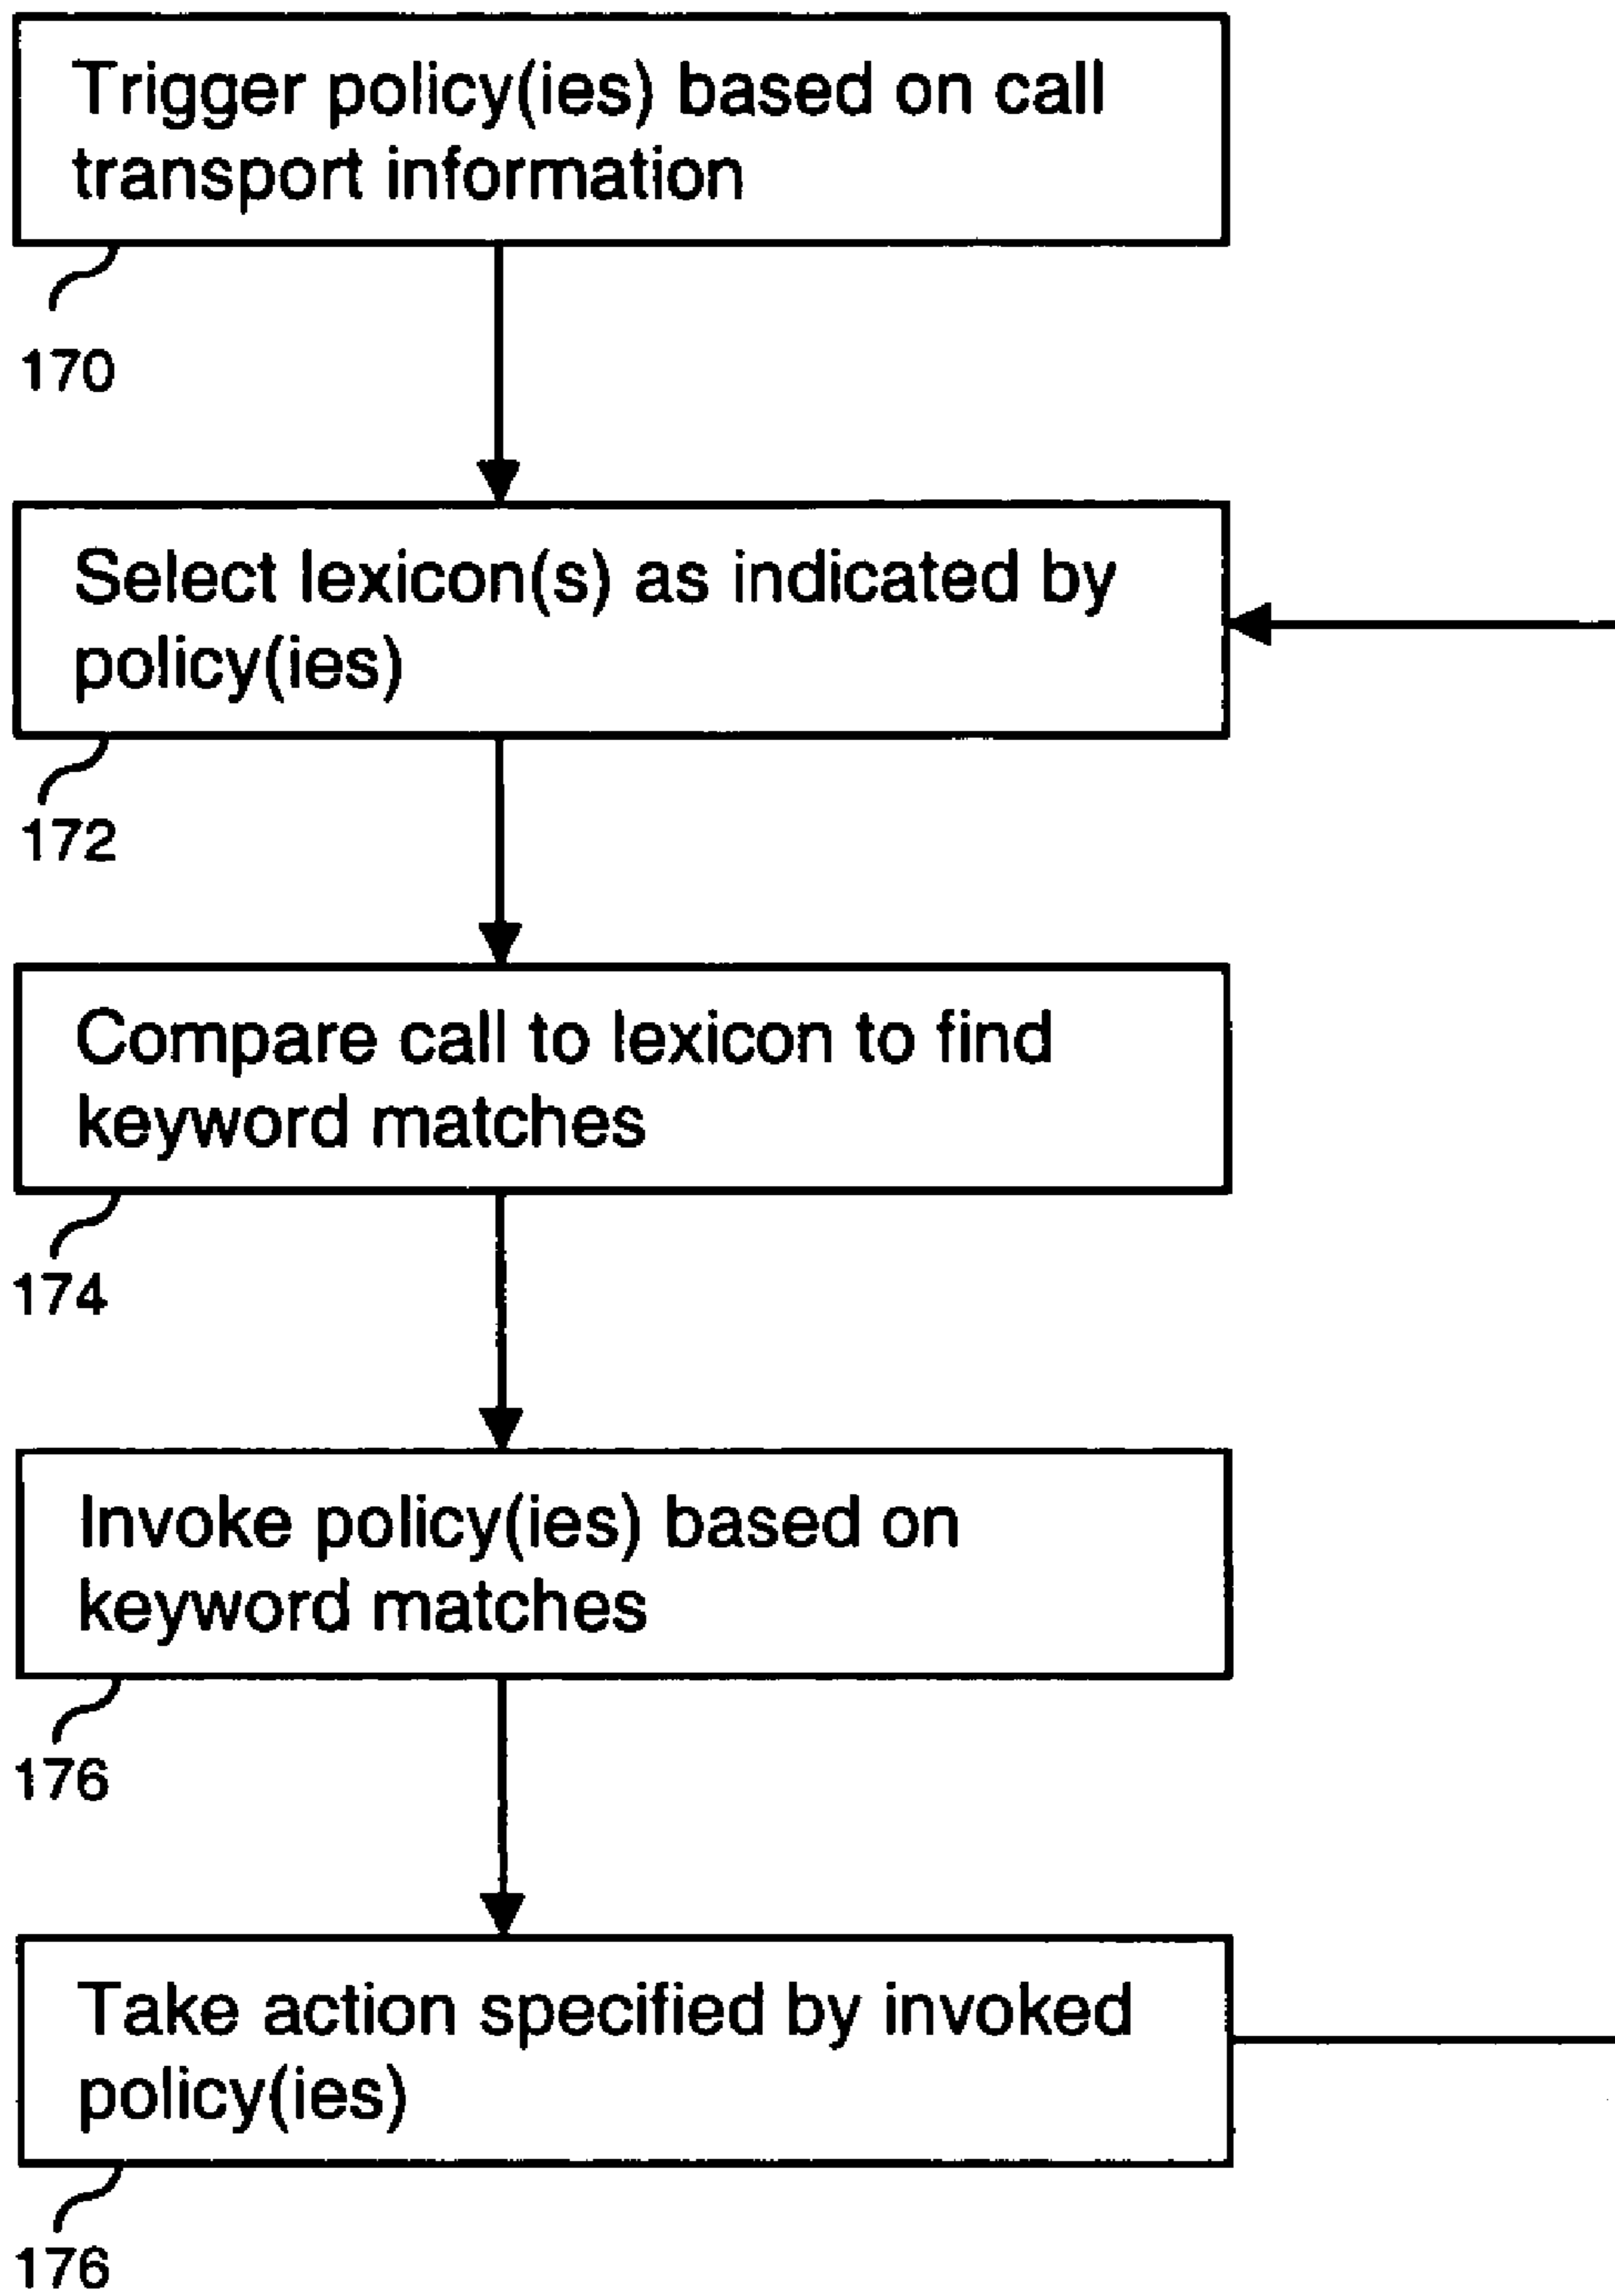 Trigger policy(ies) based on call
transport information
170
Select lexicon(s) as indicated by
policy(ies)
172
Compare call to lexicon to find
keyword matches
174
Invoke policy(ies) based on
keyword matches
176
Take action specified by invoked
policy(ies)
176